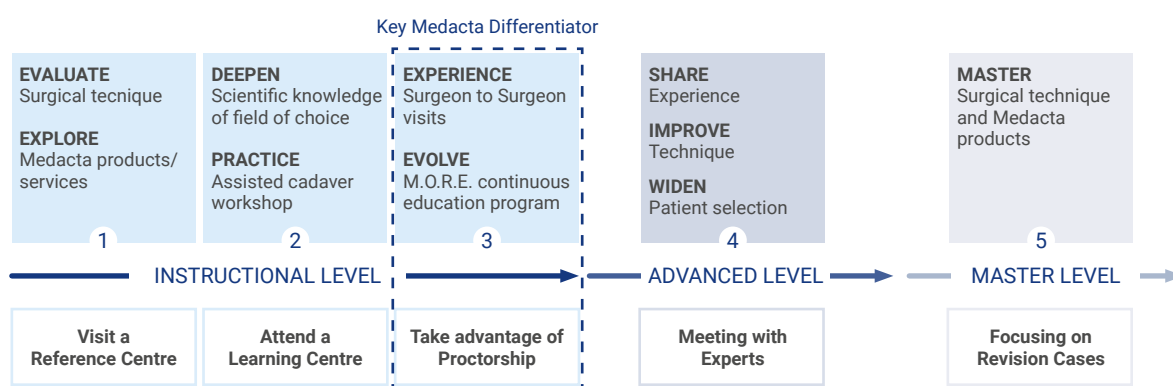 Key Medacta Differentiator
EVALUATE
Surgical tecnique
EXPLORE
Medacta products/
services
1
DEEPEN
Scientific knowledge
of field of choice
PRACTICE
Assisted cadaver
workshop
2
EXPERIENCE
Surgeon to Surgeon
visits
EVOLVE
M.O.R.E. continuous
education program
3
SHARE
Experience
IMPROVE
Technique
WIDEN
Patient selection
4
MASTER
Surgical technique
and Medacta
products
5
INSTRUCTIONAL LEVEL
ADVANCED LEVEL
MASTER LEVEL
Visit a
Reference Centre
Attend a
Learning Centre
Take advantage of
Proctorship
Meeting with
Experts
Focusing on
Revision Cases